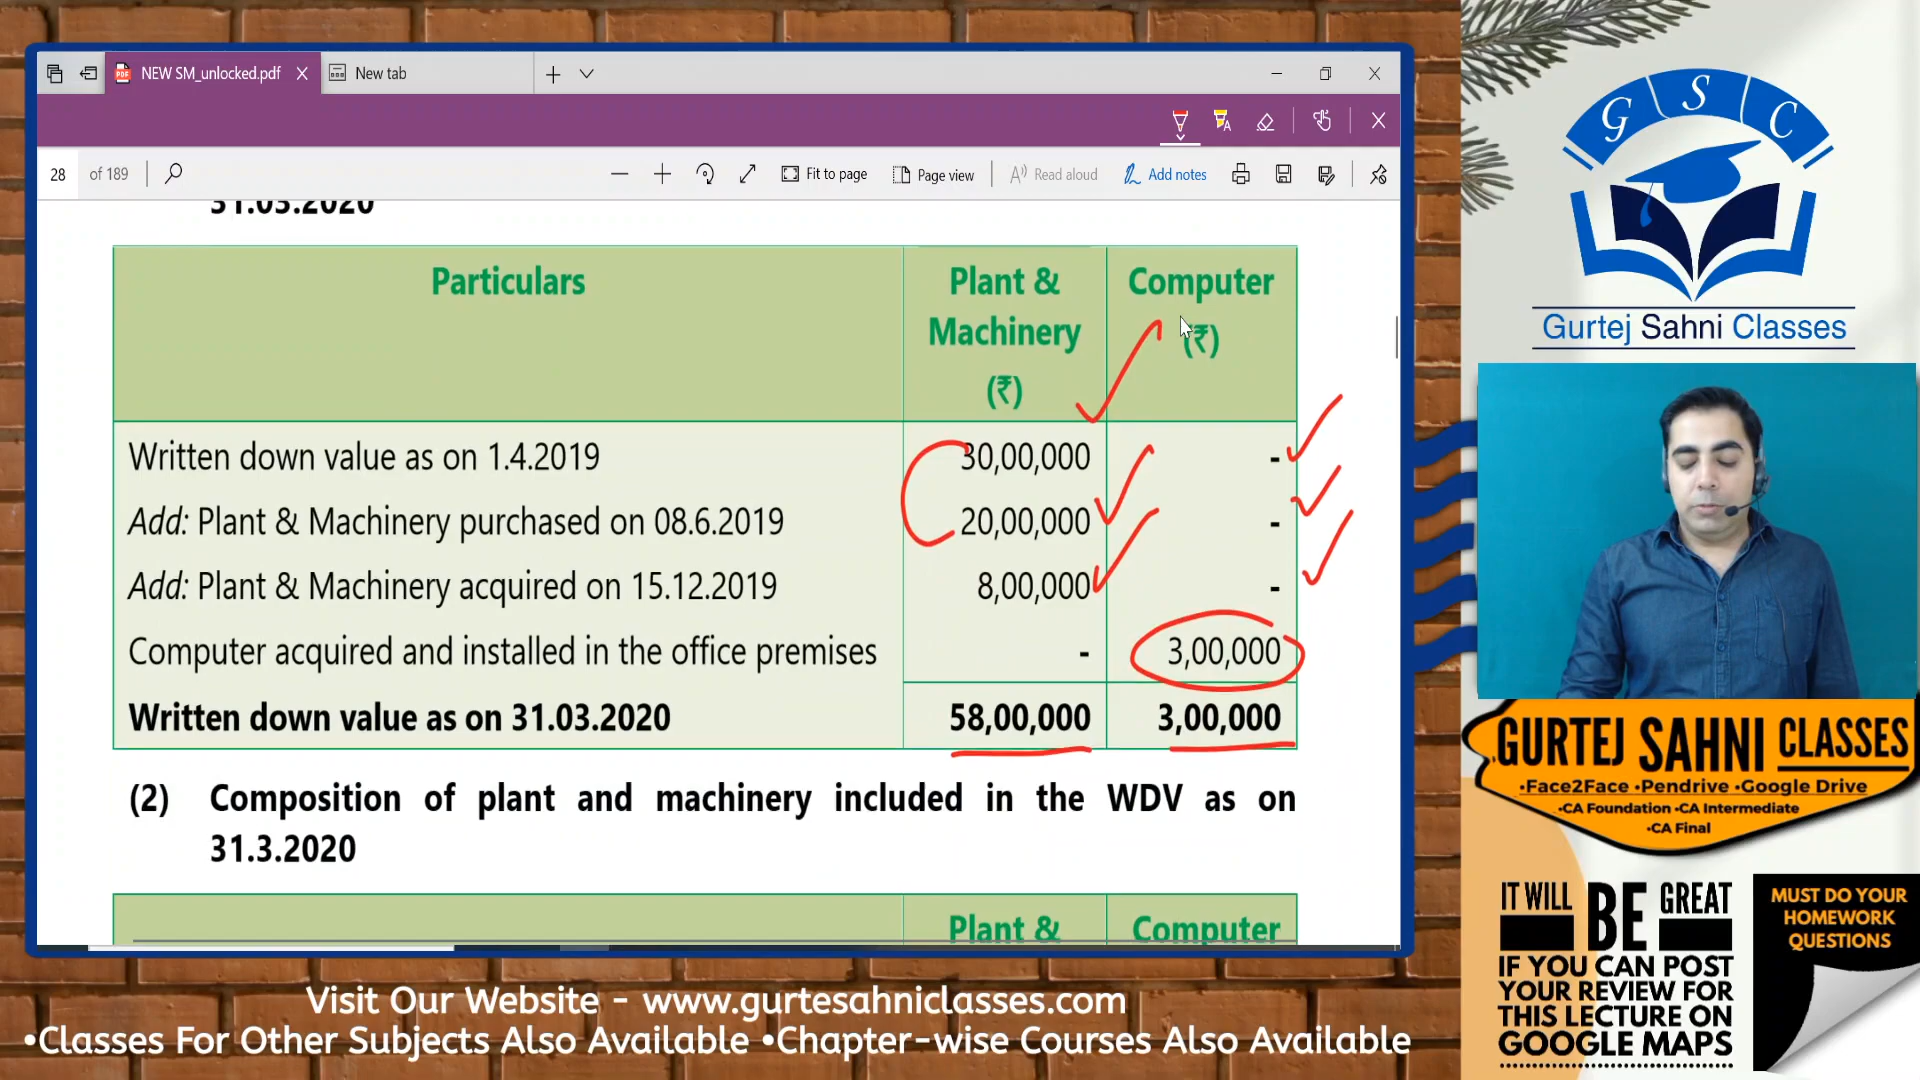 NEW SM_unlocked.pdf
New tab
28 of 189
Fit to page
Page view
Read aloud
Add notes
31.03.2020
Particulars Plant & Machinery (₹) Computer (₹)
Written down value as on 1.4.2019 30,00,000 -
Add: Plant & Machinery purchased on 08.6.2019 20,00,000 -
Add: Plant & Machinery acquired on 15.12.2019 8,00,000 -
Computer acquired and installed in the office premises - 3,00,000
Written down value as on 31.03.2020 58,00,000 3,00,000
(2) Composition of plant and machinery included in the WDV as on
31.3.2020
Plant & Computer
G S C
Gurtej Sahni Classes
GURTEJ SAHNI CLASSES
•Face2Face •Pendrive •Google Drive
•CA Foundation •CA Intermediate
•CA Final
IT WILL BE GREAT
IF YOU CAN POST
YOUR REVIEW FOR
THIS LECTURE ON
GOOGLE MAPS
MUST DO YOUR
HOMEWORK
QUESTIONS
Visit Our Website - www.gurtesahniclasses.com
•Classes For Other Subjects Also Available •Chapter-wise Courses Also Available